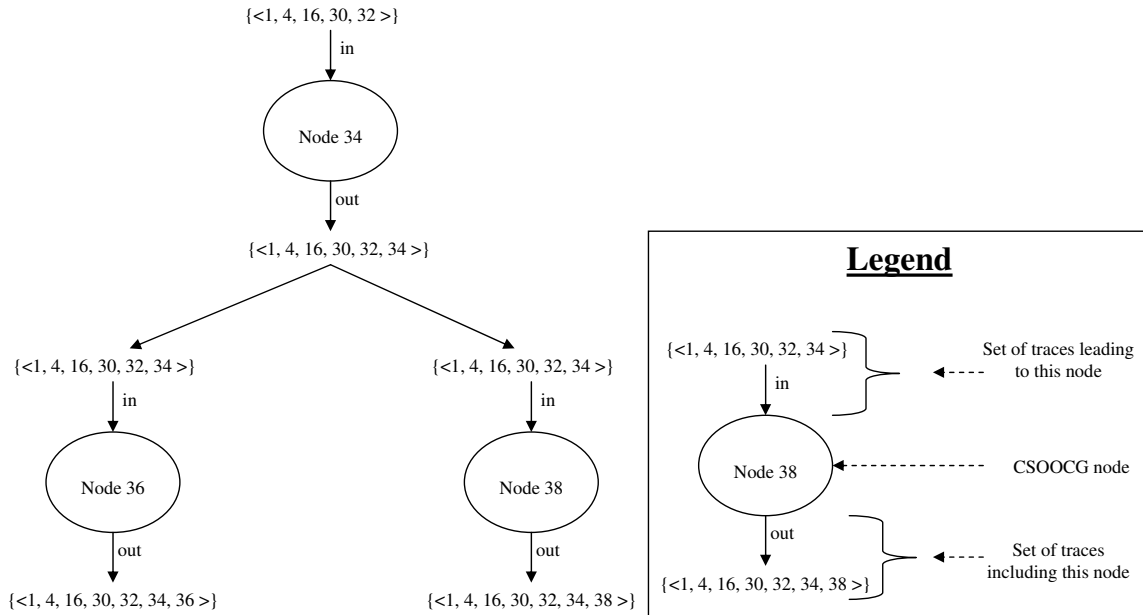 {<1, 4, 16, 30, 32 >}
in
Node 34
out
{<1, 4, 16, 30, 32, 34 >}
{<1, 4, 16, 30, 32, 34 >}
in
Node 36
out
{<1, 4, 16, 30, 32, 34, 36 >}
{<1, 4, 16, 30, 32, 34 >}
in
Node 38
out
{<1, 4, 16, 30, 32, 34, 38 >}
Legend
{<1, 4, 16, 30, 32, 34 >}
in
Node 38
out
{<1, 4, 16, 30, 32, 34, 38 >}
Set of traces leading
to this node
CSOOCG node
Set of traces
including this node